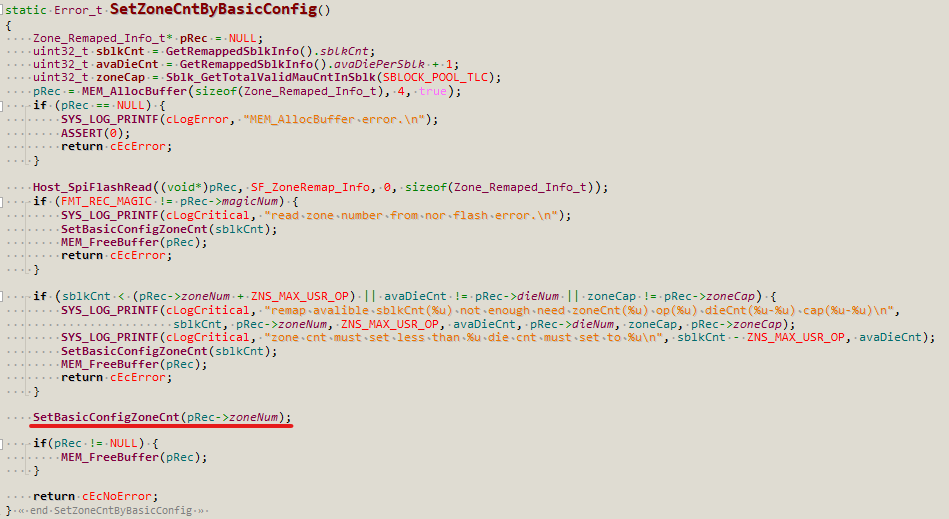 static Error_t SetZoneCntByBasicConfig()
{
Zone_Remaped_Info_t* pRec = NULL;
uint32_t sblkCnt = GetRemappedSblkInfo().sblkCnt;
uint32_t avaDieCnt = GetRemappedSblkInfo().avaDiePerSblk + 1;
uint32_t zoneCap = Sblk_GetTotalValidMauCntInSblk(SBLOCK_POOL_TLC);
pRec = MEM_AllocBuffer(sizeof(Zone_Remaped_Info_t), 4, true);
if (pRec == NULL) {
SYS_LOG_PRINTF(cLogError, "MEM_AllocBuffer error.\n");
ASSERT(0);
return cEcError;
}
Host_SpiFlashRead((void*)pRec, SF_ZoneRemap_Info, 0, sizeof(Zone_Remaped_Info_t));
if (FMT_REC_MAGIC != pRec->magicNum) {
SYS_LOG_PRINTF(cLogCritical, "read zone number from nor flash error.\n");
SetBasicConfigZoneCnt(sblkCnt);
MEM_FreeBuffer(pRec);
return cEcError;
}
if (sblkCnt < (pRec->zoneNum + ZNS_MAX_USR_OP) || avaDieCnt != pRec->dieNum || zoneCap != pRec->zoneCap) {
SYS_LOG_PRINTF(cLogCritical, "remap avalible sblkCnt(%u) not enough need zoneCnt(%u) op(%u) dieCnt(%u-%u) cap(%u-%u)\n",
sblkCnt, pRec->zoneNum, ZNS_MAX_USR_OP, avaDieCnt, pRec->dieNum, zoneCap, pRec->zoneCap);
SYS_LOG_PRINTF(cLogCritical, "zone cnt must set less than %u die cnt must set to %u\n", sblkCnt - ZNS_MAX_USR_OP, avaDieCnt);
SetBasicConfigZoneCnt(sblkCnt);
MEM_FreeBuffer(pRec);
return cEcError;
}
SetBasicConfigZoneCnt(pRec->zoneNum);
if(pRec != NULL) {
MEM_FreeBuffer(pRec);
}
return cEcNoError;
} « end SetZoneCntByBasicConfig »